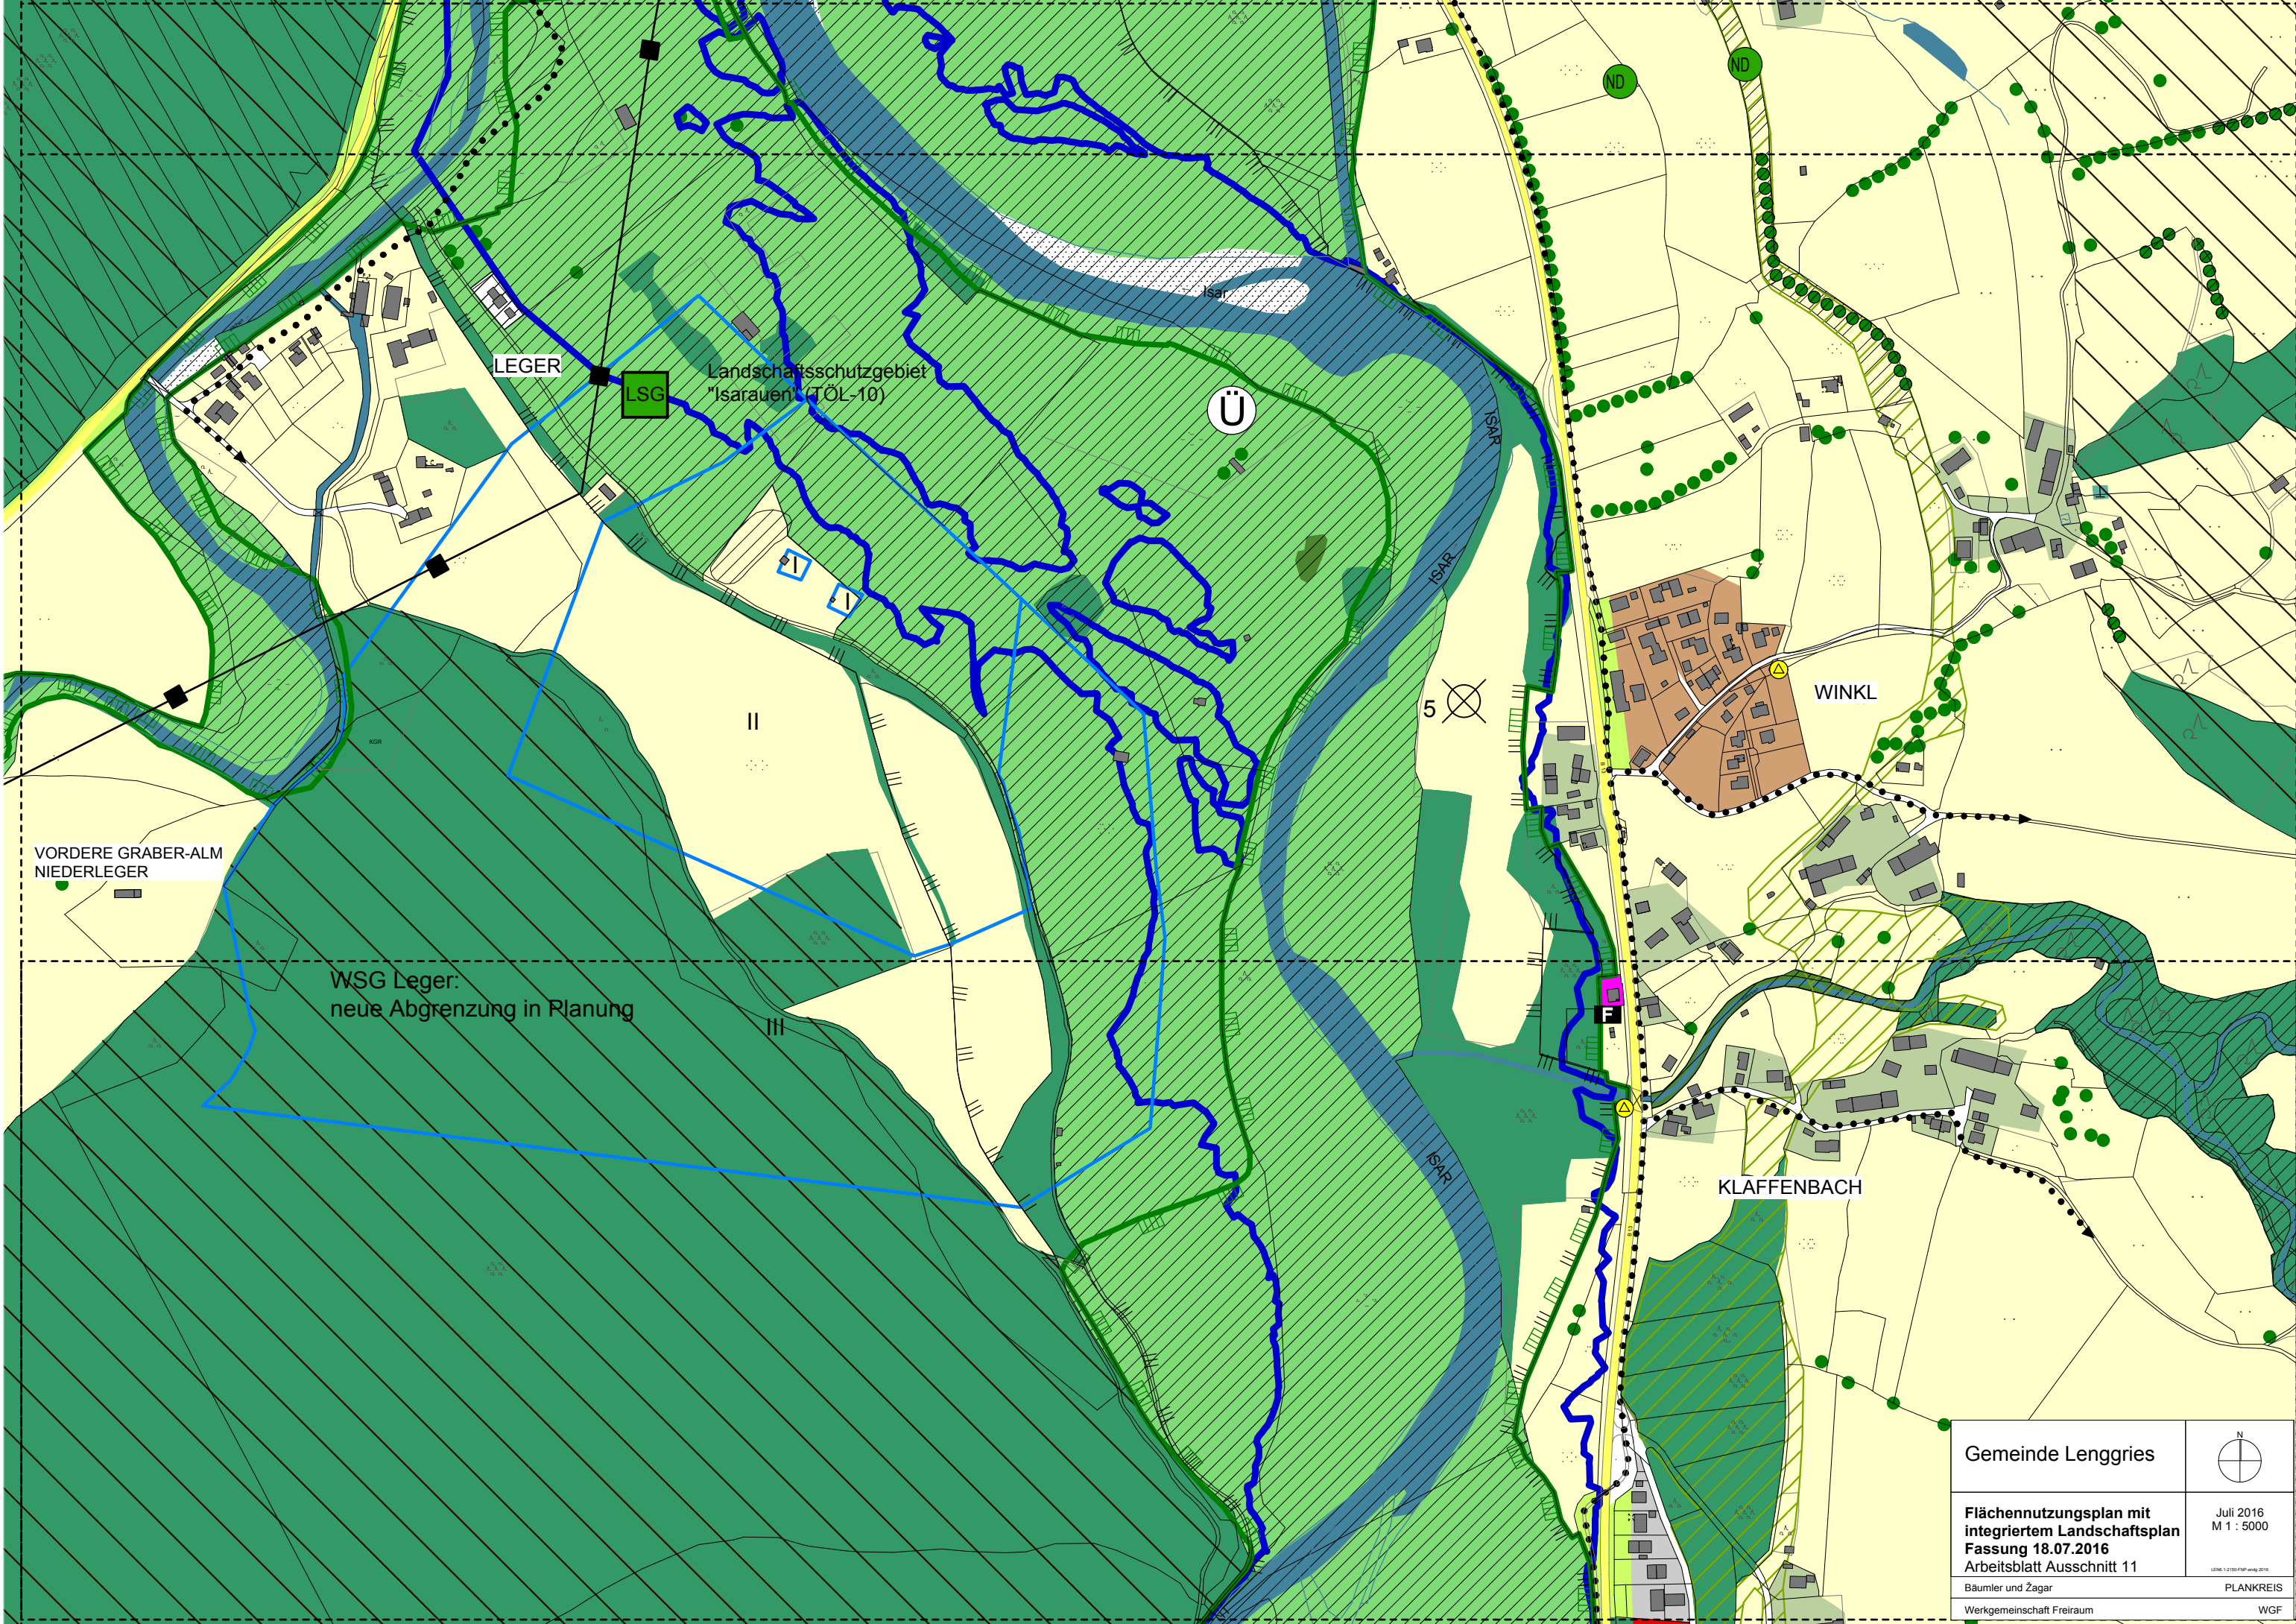 ND
ND
Isar
LEGER
LSG
Landschaftsschutzgebiet
"Isarauen" (TÖL-10)
Ü
ISAR
ISAR
I
I
II
5
WINKL
KGR
VORDERE GRABER-ALM
NIEDERLEGER
WSG Leger:
neue Abgrenzung in Planung
III
F
ISAR
KLAFFENBACH
B 13
Gemeinde Lenggries
N
Flächennutzungsplan mit
integriertem Landschaftsplan
Fassung 18.07.2016
Arbeitsblatt Ausschnitt 11
Juli 2016
M 1 : 5000
Bäumler und Žagar
PLANKREIS
Werkgemeinschaft Freiraum
WGF